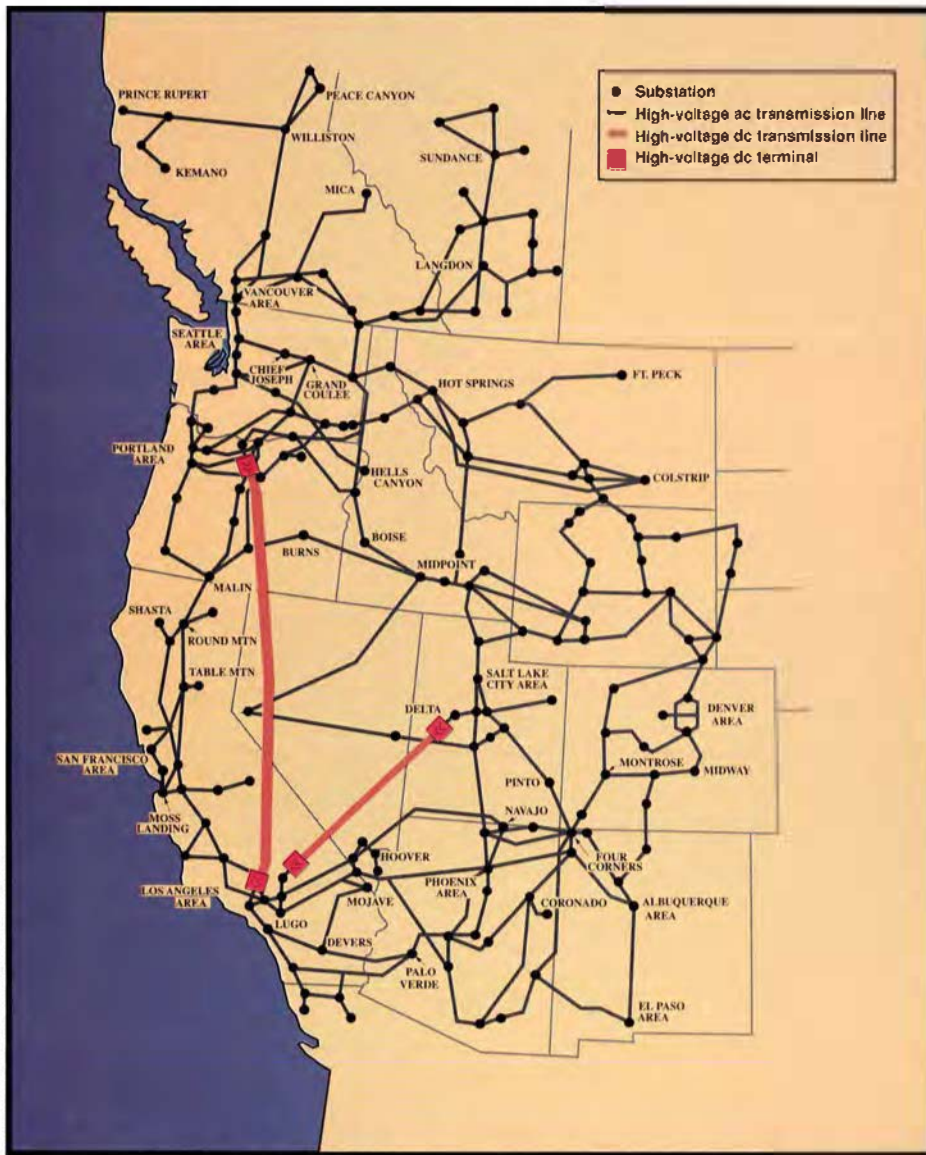 Substation
High-voltage ac transmission line
High-voltage dc transmission line
High-voltage dc terminal
PRINCE RUPERT
PEACE CANYON
WILLISTON
KEMANO
SUNDANCE
MICA
LANGDON
VANCOUVER
AREA
SEATTLE
AREA
CHIEF
JOSEPH
GRAND
COULEE
HOT SPRINGS
FT. PECK
PORTLAND
AREA
HELLS
CANYON
COLSTRIP
BURNS
BOISE
MIDPOINT
MALIN
SHASTA
ROUND MTN
TABLE MTN
SALT LAKE
CITY AREA
DELTA
DENVER
AREA
SAN FRANCISCO
AREA
MONTROSE
MIDWAY
PINTO
MOSS
LANDING
NAVAJO
HOOVER
FOUR
CORNERS
PHOENIX
AREA
LOS ANGELES
AREA
MOJAVE
CORONADO
ALBUQUERQUE
AREA
LUGO
DEVERS
PALO
VERDE
EL PASO
AREA